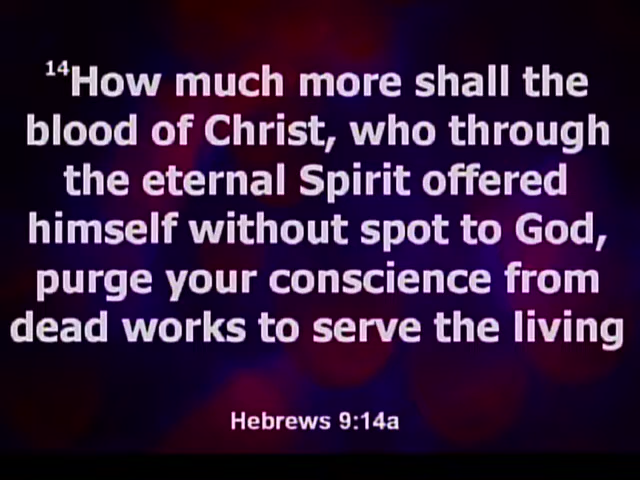 14How much more shall the
blood of Christ, who through
the eternal Spirit offered
himself without spot to God,
purge your conscience from
dead works to serve the living
Hebrews 9:14a